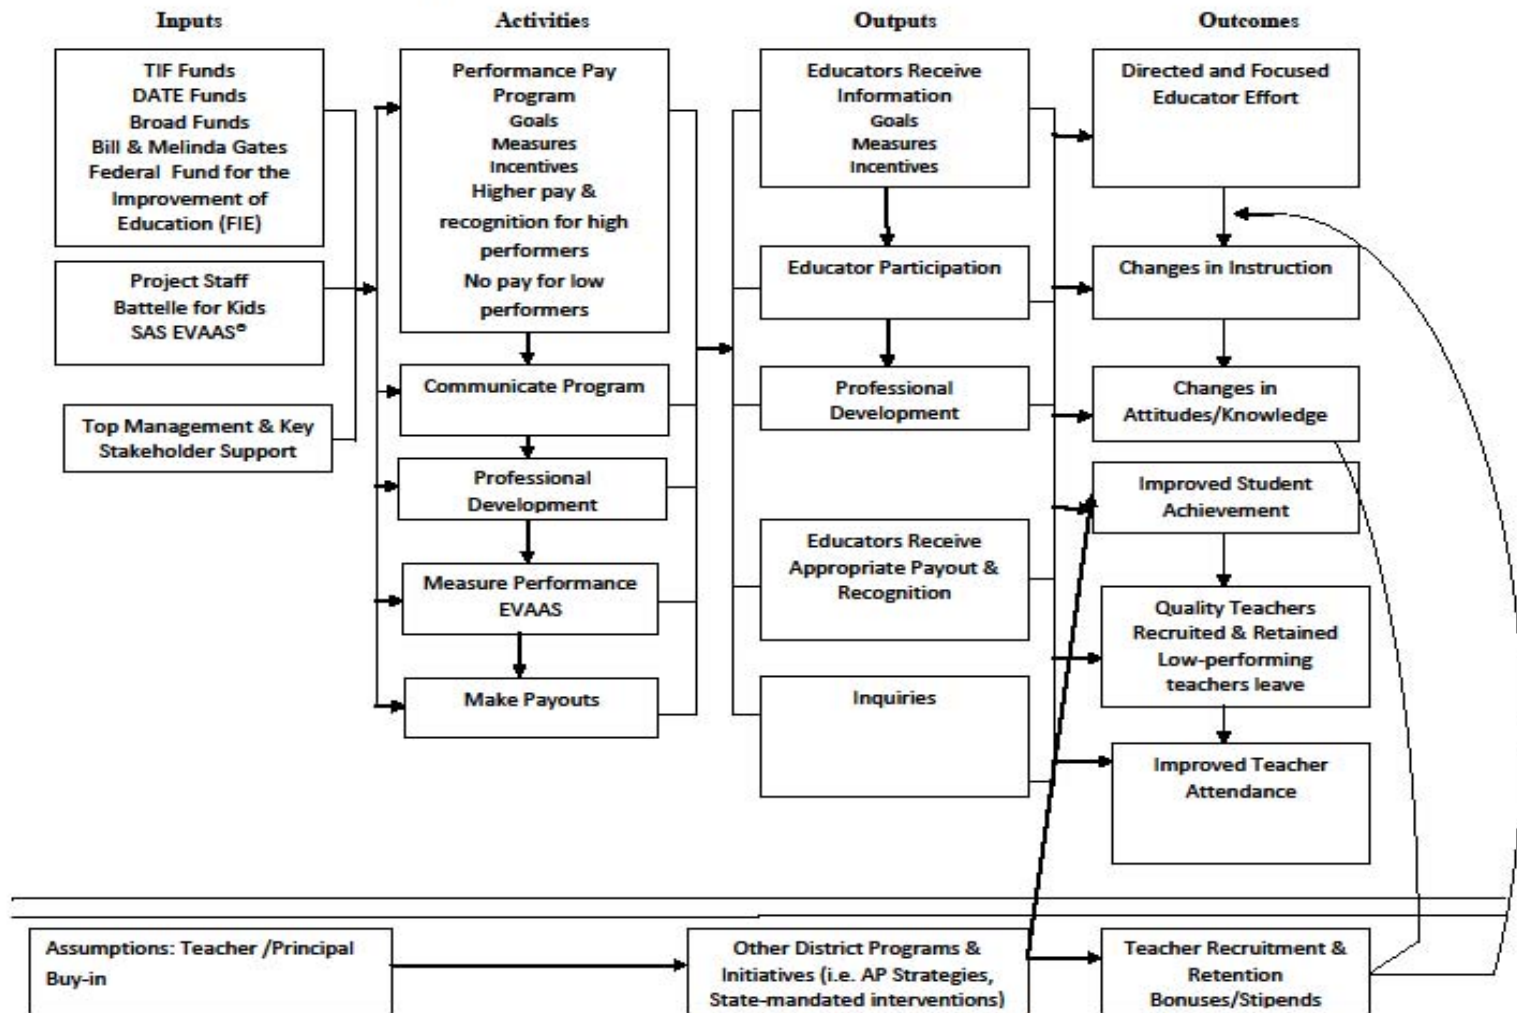 Inputs
Activities
Outputs
Outcomes
TIF Funds
DATE Funds
Broad Funds
Bill & Melinda Gates
Federal Fund for the
Improvement of
Education (FIE)
Project Staff
Battelle for Kids
SAS EVAAS®
Top Management & Key
Stakeholder Support
Performance Pay
Program
Goals
Measures
Incentives
Higher pay &
recognition for high
performers
No pay for low
performers
Communicate Program
Professional
Development
Measure Performance
EVAAS
Make Payouts
Educators Receive
Information
Goals
Measures
Incentives
Educator Participation
Professional
Development
Educators Receive
Appropriate Payout &
Recognition
Inquiries
Directed and Focused
Educator Effort
Changes in Instruction
Changes in
Attitudes/Knowledge
Improved Student
Achievement
Quality Teachers
Recruited & Retained
Low-performing
teachers leave
Improved Teacher
Attendance
Assumptions: Teacher /Principal
Buy-in
Other District Programs &
Initiatives (i.e. AP Strategies,
State-mandated interventions)
Teacher Recruitment &
Retention
Bonuses/Stipends